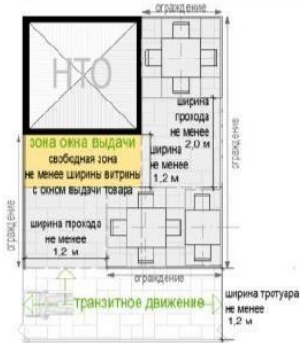 ограждение
НТО
ширина
прохода
не менее
2,0 м
зона окна выдачи
свободная зона
не менее ширины витрины
с окном выдачи товара
ширина
не менее
1,2 м
ограждение
ограждение
ширина прохода
не менее
1,2 м
ограждение
транзитное движение
ширина тротуара
не менее
1,2 м